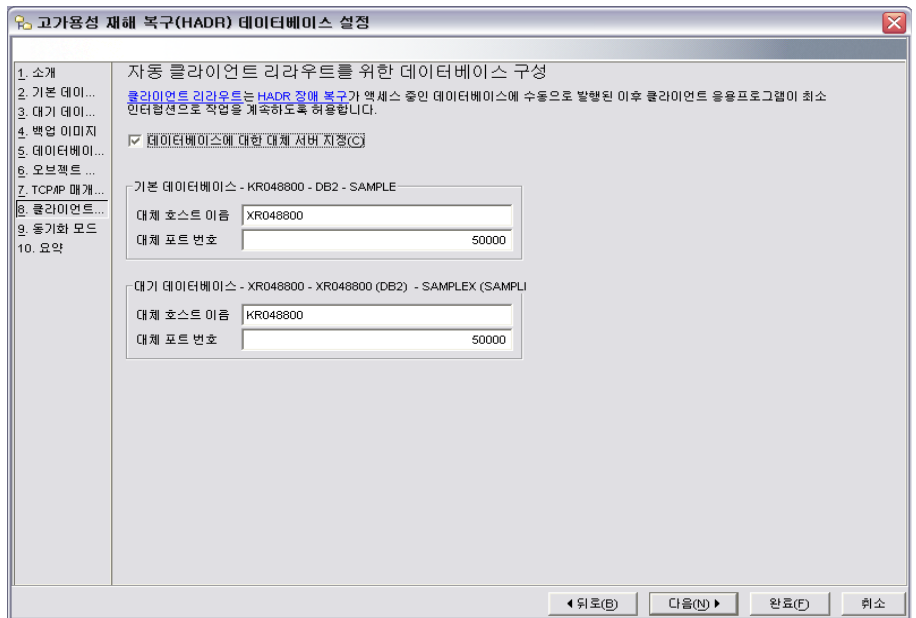 고가용성 재해 복구(HADR) 데이터베이스 설정
1. 소개
2. 기본 데이...
3. 대기 데이...
4. 백업 이미지
5. 데이터베이...
6. 오브젝트 ...
7. TCP/IP 매개...
8. 클라이언트...
9. 동기화 모드
10. 요약
자동 클라이언트 리라우트를 위한 데이터베이스 구성
클라이언트 리라우트는 HADR 장애 복구가 액세스 중인 데이터베이스에 수동으로 발행된 이후 클라이언트 응용프로그램이 최소
인터럽션으로 작업을 계속하도록 허용합니다.
데이터베이스에 대한 대체 서버 지정(C)
기본 데이터베이스 - KR048800 - DB2 - SAMPLE
대체 호스트 이름 XR048800
대체 포트 번호 50000
대기 데이터베이스 - XR048800 - XR048800 (DB2) - SAMPLEX (SAMPLI
대체 호스트 이름 KR048800
대체 포트 번호 50000
뒤로(B) 다음(N) 완료(F) 취소